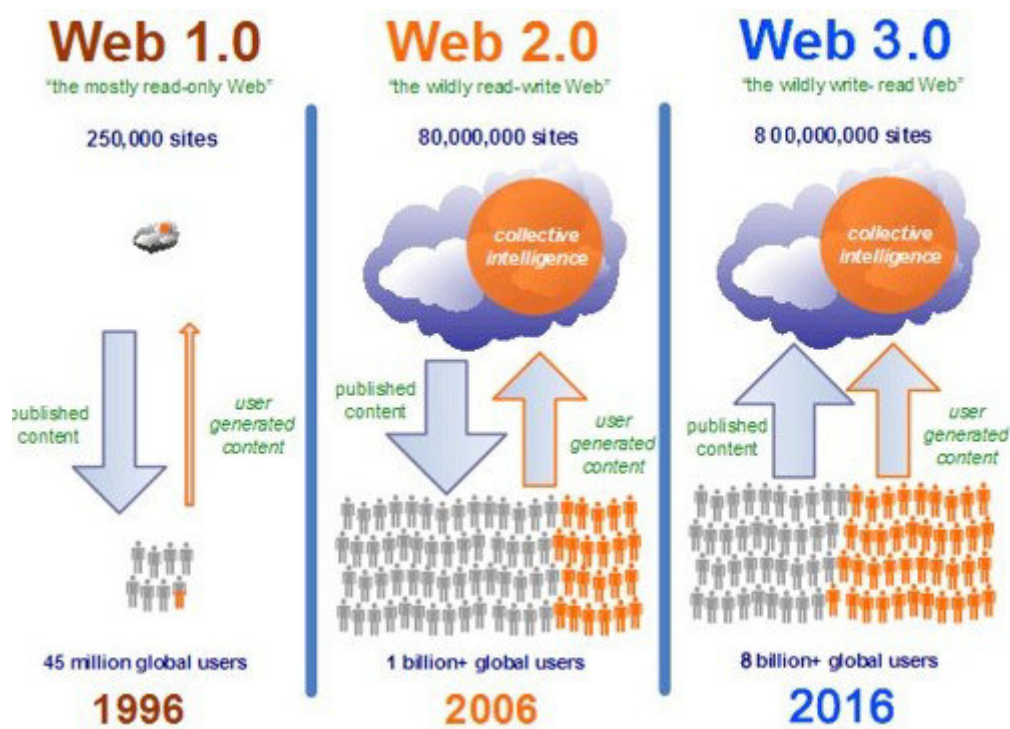 Web 1.0
"the mostly read-only Web"
250,000 sites
published
content
user
generated
content
45 million global users
1996
Web 2.0
"the wildly read-write Web"
80,000,000 sites
collective
intelligence
published
content
user
generated
content
1 billion+ global users
2006
Web 3.0
"the wildly write- read Web"
800,000,000 sites
collective
intelligence
published
content
user
generated
content
8 billion+ global users
2016